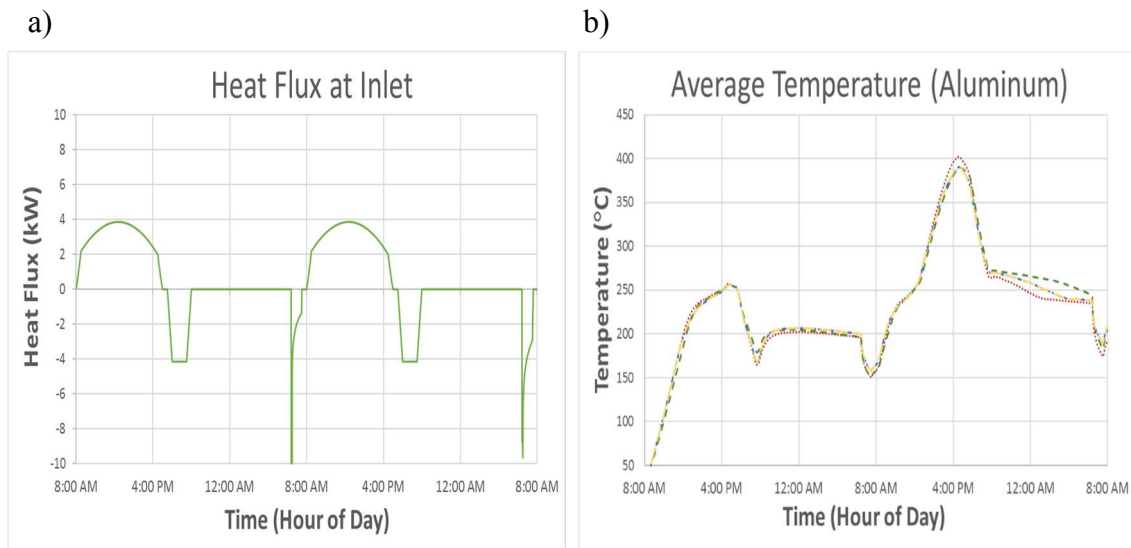 a)
Heat Flux at Inlet
Heat Flux (kW)
10
8
6
4
2
0
-2
-4
-6
-8
-10
8:00 AM 4:00 PM 12:00 AM 8:00 AM 4:00 PM 12:00 AM 8:00 AM
Time (Hour of Day)
b)
Average Temperature (Aluminum)
Temperature (°C)
450
400
350
300
250
200
150
100
50
8:00 AM 4:00 PM 12:00 AM 8:00 AM 4:00 PM 12:00 AM 8:00 AM
Time (Hour of Day)